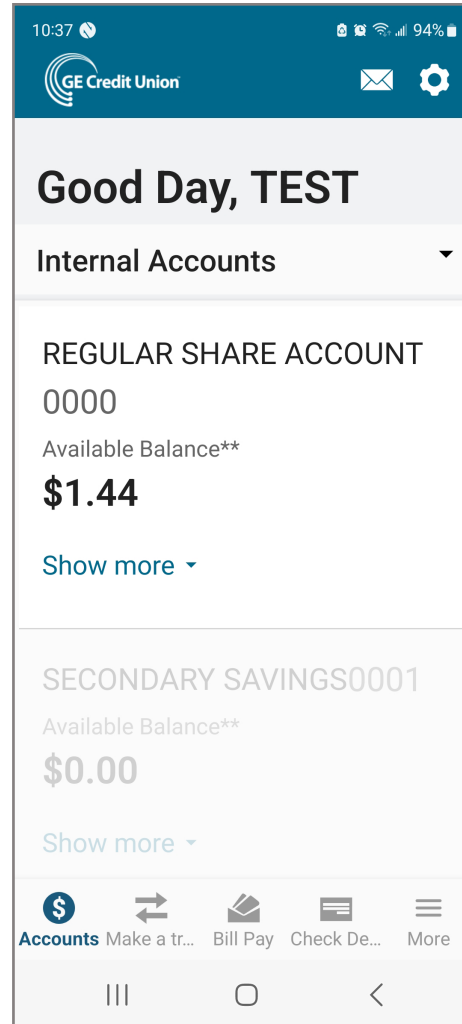 10:37
94%
GE Credit Union
Good Day, TEST
Internal Accounts
REGULAR SHARE ACCOUNT
0000
Available Balance**
$1.44
Show more
SECONDARY SAVINGS0001
Available Balance**
$0.00
Show more
$
Accounts Make a tr... Bill Pay Check De... More